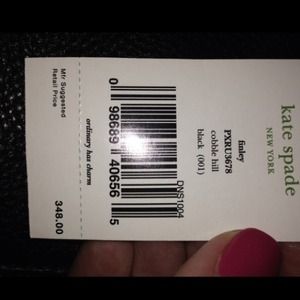 kate spade
NEW YORK
finley
PXRU3678
cobble hill
black (001)
DNS1004
0 98689 40656 5
ordinary has charm
Mfr Suggested
Retail Price
348.00